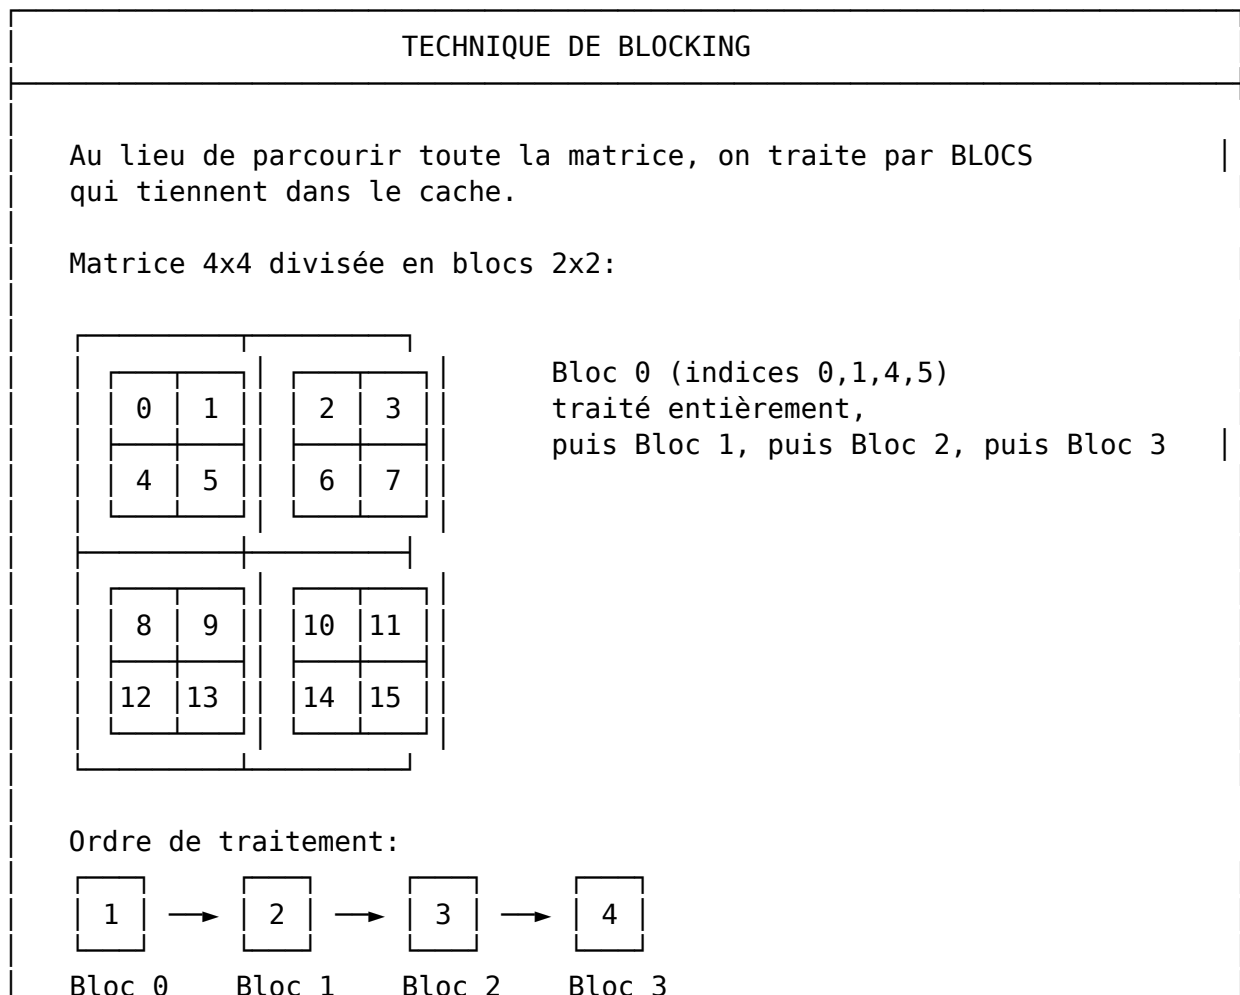 TECHNIQUE DE BLOCKING
Au lieu de parcourir toute la matrice, on traite par BLOCS
qui tiennent dans le cache.
Matrice 4x4 divisée en blocs 2x2:
Bloc 0 (indices 0,1,4,5)
0 1 2 3 traité entièrement,
puis Bloc 1, puis Bloc 2, puis Bloc 3
4 5 6 7
8 9 10 11
12 13 14 15
Ordre de traitement:
1 → 2 → 3 → 4
Bloc 0 Bloc 1 Bloc 2 Bloc 3